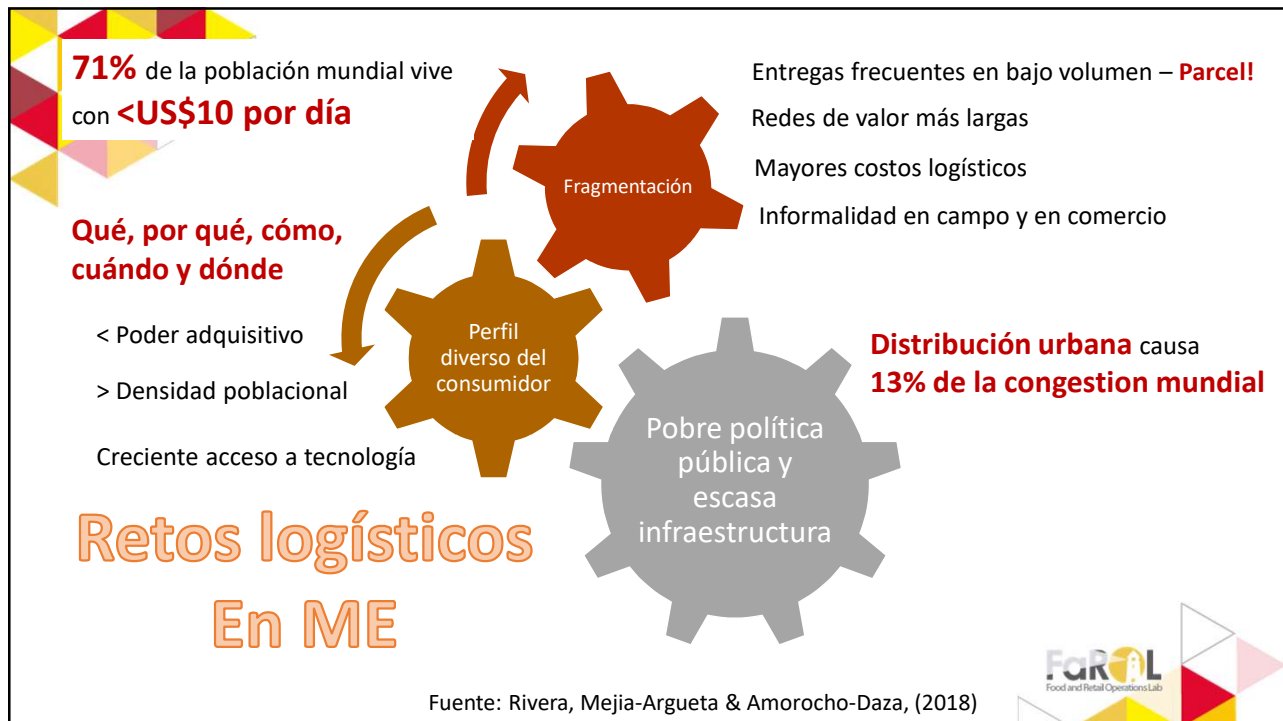 71% de la población mundial vive
con <US$10 por día
Fragmentación
Entregas frecuentes en bajo volumen – Parcel!
Redes de valor más largas
Mayores costos logísticos
Informalidad en campo y en comercio
Qué, por qué, cómo,
cuándo y dónde
< Poder adquisitivo
> Densidad poblacional
Creciente acceso a tecnología
Perfil
diverso del
consumidor
Distribución urbana causa
13% de la congestion mundial
Pobre política
pública y
escasa
infraestructura
Retos logísticos
En ME
FaROL
Food and Retail Operations Lab
Fuente: Rivera, Mejia-Argueta & Amorocho-Daza, (2018)